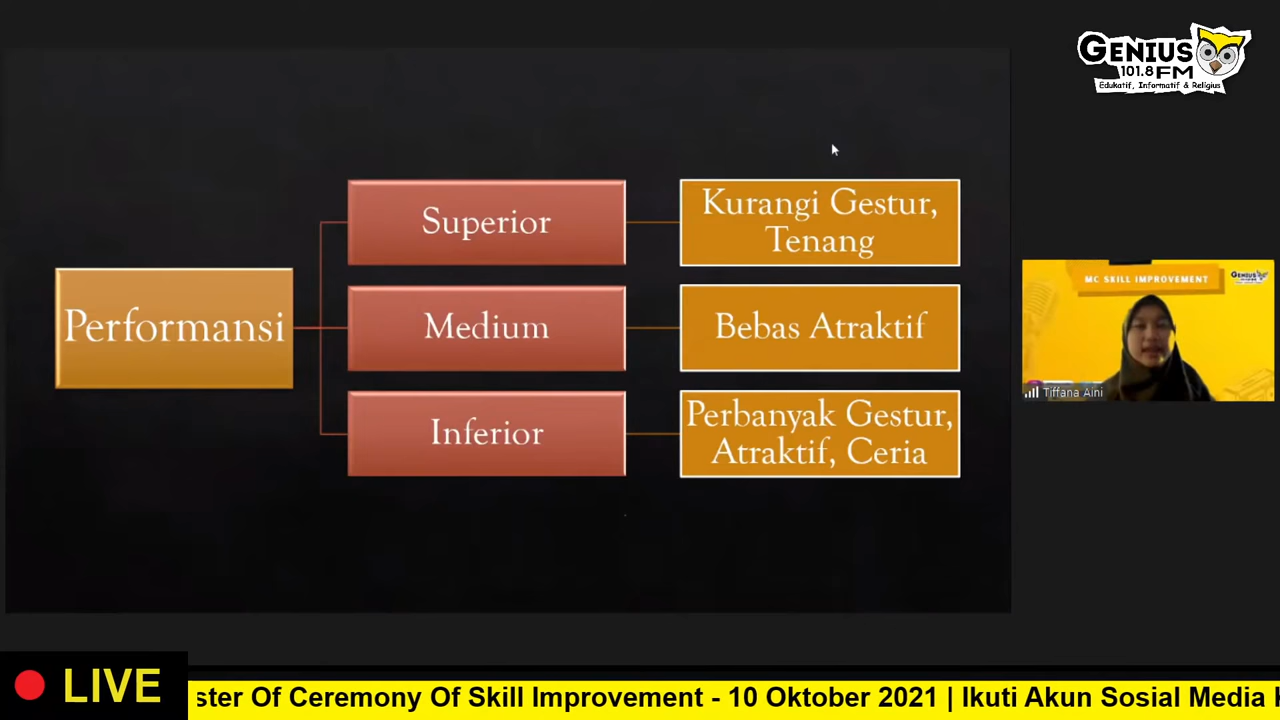 GENIUS
101.8 FM
Edukatif, Informatif & Religius
Performansi
Superior
Kurangi Gestur,
Tenang
Medium
Bebas Atraktif
Inferior
Perbanyak Gestur,
Atraktif, Ceria
MC SKILL IMPROVEMENT
GENIUS
Tiffana Aini
LIVE
ster Of Ceremony Of Skill Improvement - 10 Oktober 2021 | Ikuti Akun Sosial Media